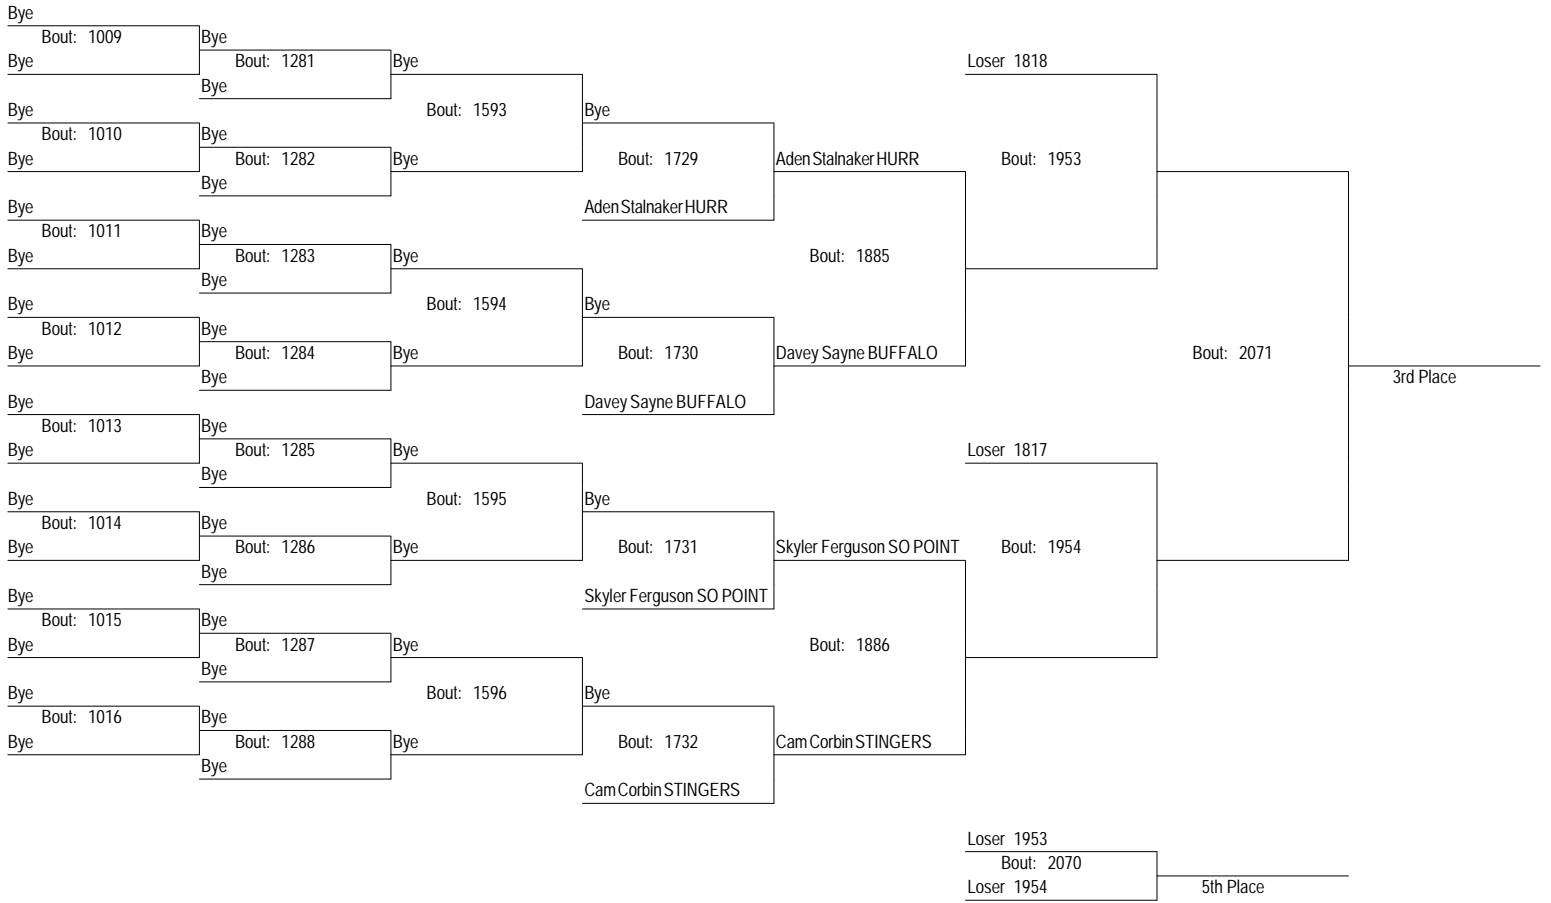 Bye
Bout: 1009
Bye
Bye
Bout: 1281
Bye
Bye
Loser 1818
Bye
Bout: 1010
Bye
Bye
Bout: 1282
Bye
Bout: 1593
Bye
Bye
Bout: 1729
Aden Stalnaker HURR
Aden Stalnaker HURR
Bout: 1953
Bye
Bout: 1011
Bye
Bye
Bout: 1283
Bye
Bye
Bout: 1885
Bye
Bout: 1012
Bye
Bye
Bout: 1284
Bye
Bout: 1594
Bye
Bye
Bout: 1730
Davey Sayne BUFFALO
Davey Sayne BUFFALO
Bout: 2071
3rd Place
Bye
Bout: 1013
Bye
Bye
Bout: 1285
Bye
Bye
Loser 1817
Bye
Bout: 1014
Bye
Bye
Bout: 1286
Bye
Bout: 1595
Bye
Bye
Bout: 1731
Skyler Ferguson SO POINT
Skyler Ferguson SO POINT
Bout: 1954
Bye
Bout: 1015
Bye
Bye
Bout: 1287
Bye
Bye
Bout: 1886
Bye
Bout: 1016
Bye
Bye
Bout: 1288
Bye
Bout: 1596
Bye
Bye
Bout: 1732
Cam Corbin STINGERS
Cam Corbin STINGERS
Loser 1953
Bout: 2070
Loser 1954
5th Place